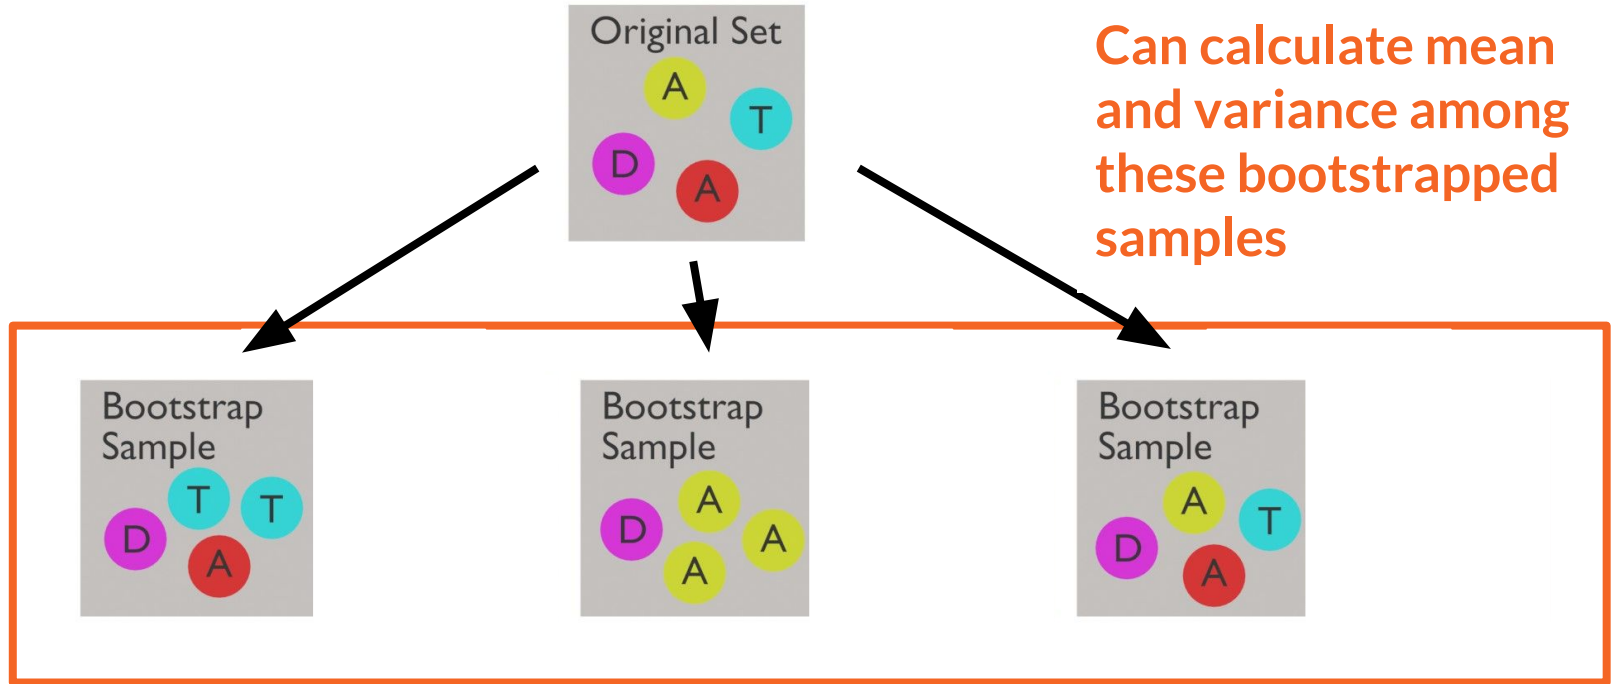 Original Set
A
T
D
A
Can calculate mean
and variance among
these bootstrapped
samples
Bootstrap
Sample
T
T
D
A
Bootstrap
Sample
A
D
A
A
Bootstrap
Sample
A
T
D
A